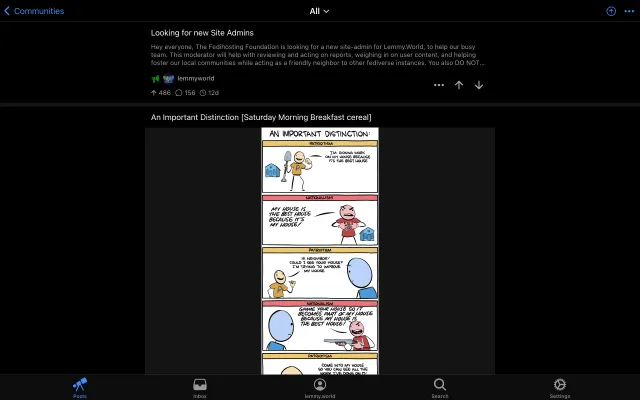 Communities
All
Looking for new Site Admins
Hey everyone, The Fedihosting Foundation is looking for a new site-admin for Lemmy.World, to help our busy
team. This moderator will help with reviewing and acting on reports, weighing in on user content, and helping
foster our local communities while acting as a friendly neighbor to other fediverse instances. You also DO NOT...
lemmyworld
486 156 12d
An Important Distinction [Saturday Morning Breakfast cereal]
AN IMPORTANT DISTINCTION:
PATRIOTISM
I'M GONNA WORK
ON MY HOUSE BECAUSE
IT'S THE BEST HOUSE
NATIONALISM
MY HOUSE IS
THE BEST HOUSE
BECAUSE IT'S
MY HOUSE!
PATRIOTISM
HI NEIGHBOR!
COULD I SEE YOUR HOUSE?
I'M TRYING TO IMPROVE
MY HOUSE
NATIONALISM
GIMME YOUR HOUSE SO IT
BECOMES PART OF MY HOUSE
BECAUSE MY HOUSE IS
THE BEST HOUSE!
PATRIOTISM
COME INTO MY HOUSE
SO YOU CAN SEE ALL THE
WORK I'VE DONE ON IT!
Posts
Inbox
lemmy.world
Search
Settings